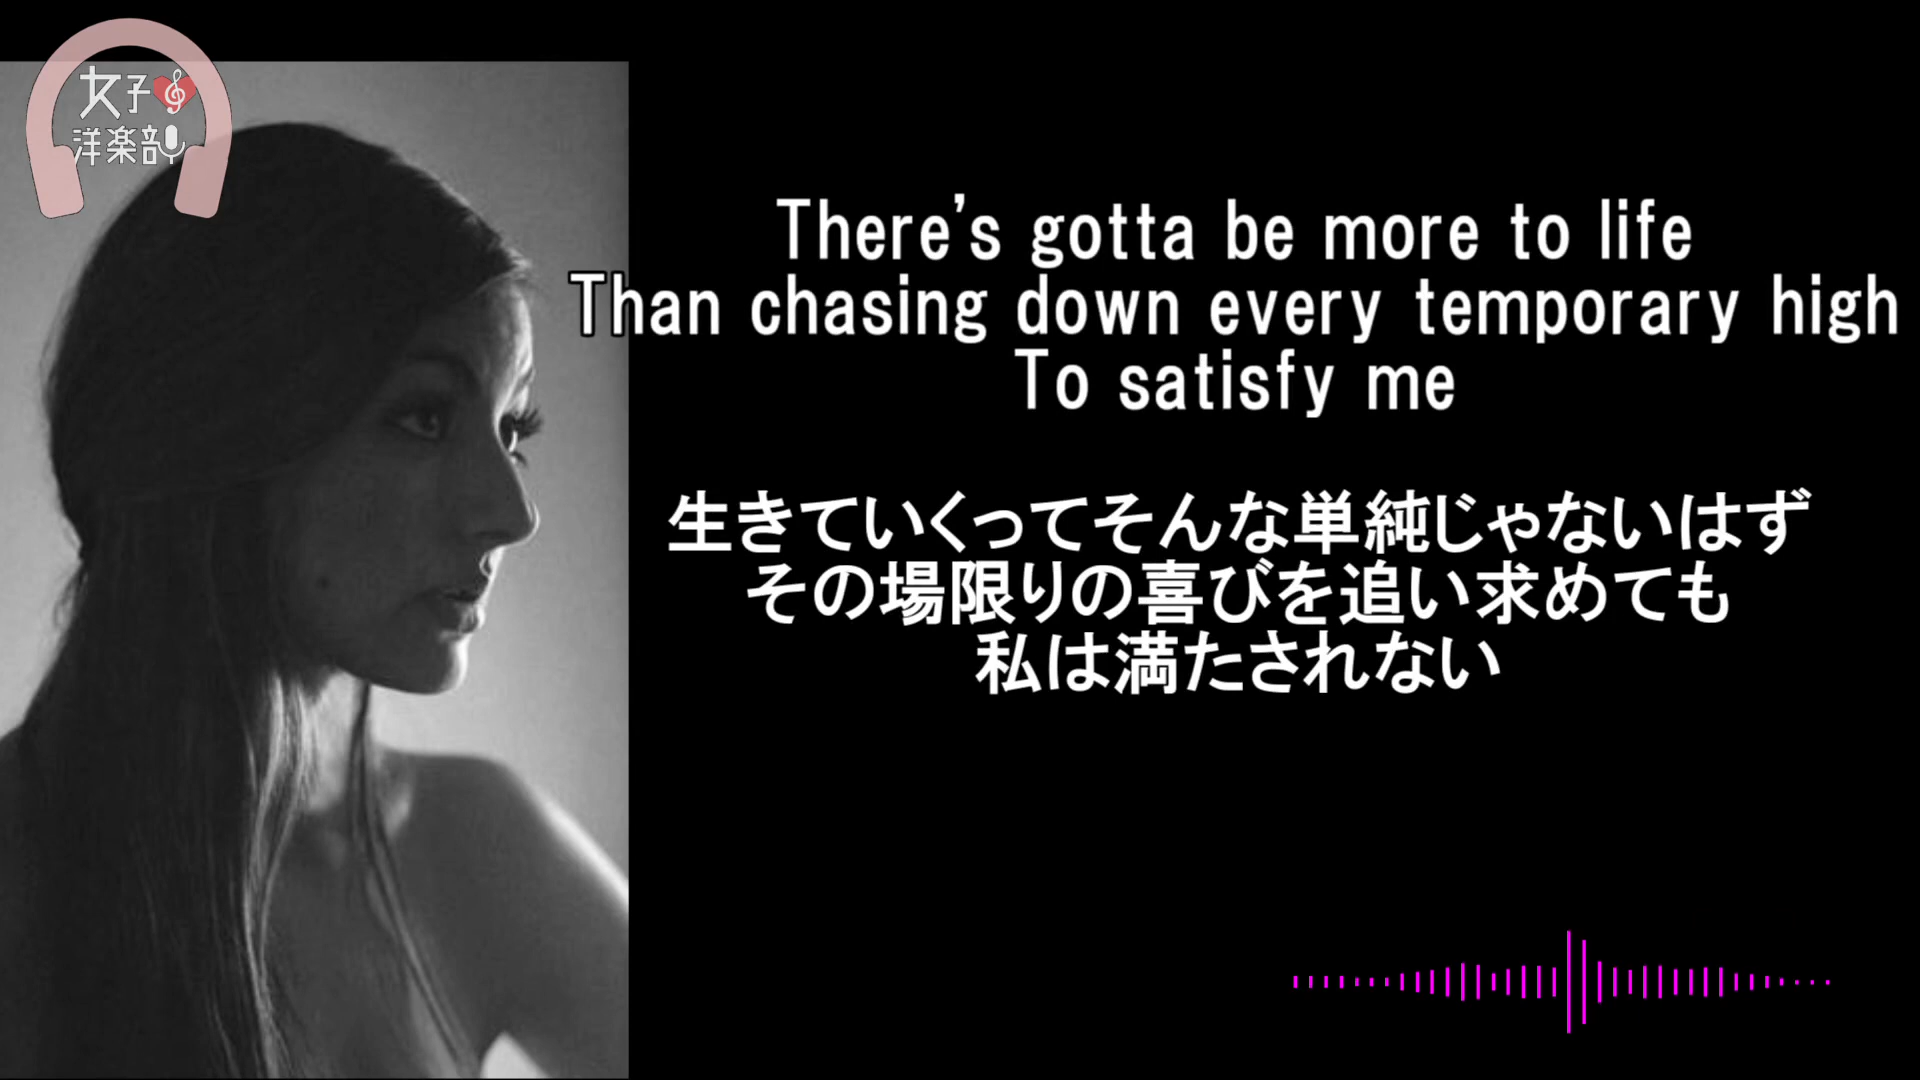 女子
洋楽部
There's gotta be more to life
Than chasing down every temporary high
To satisfy me
生きていくってそんな単純じゃないはず
その場限りの喜びを追い求めても
私は満たされない